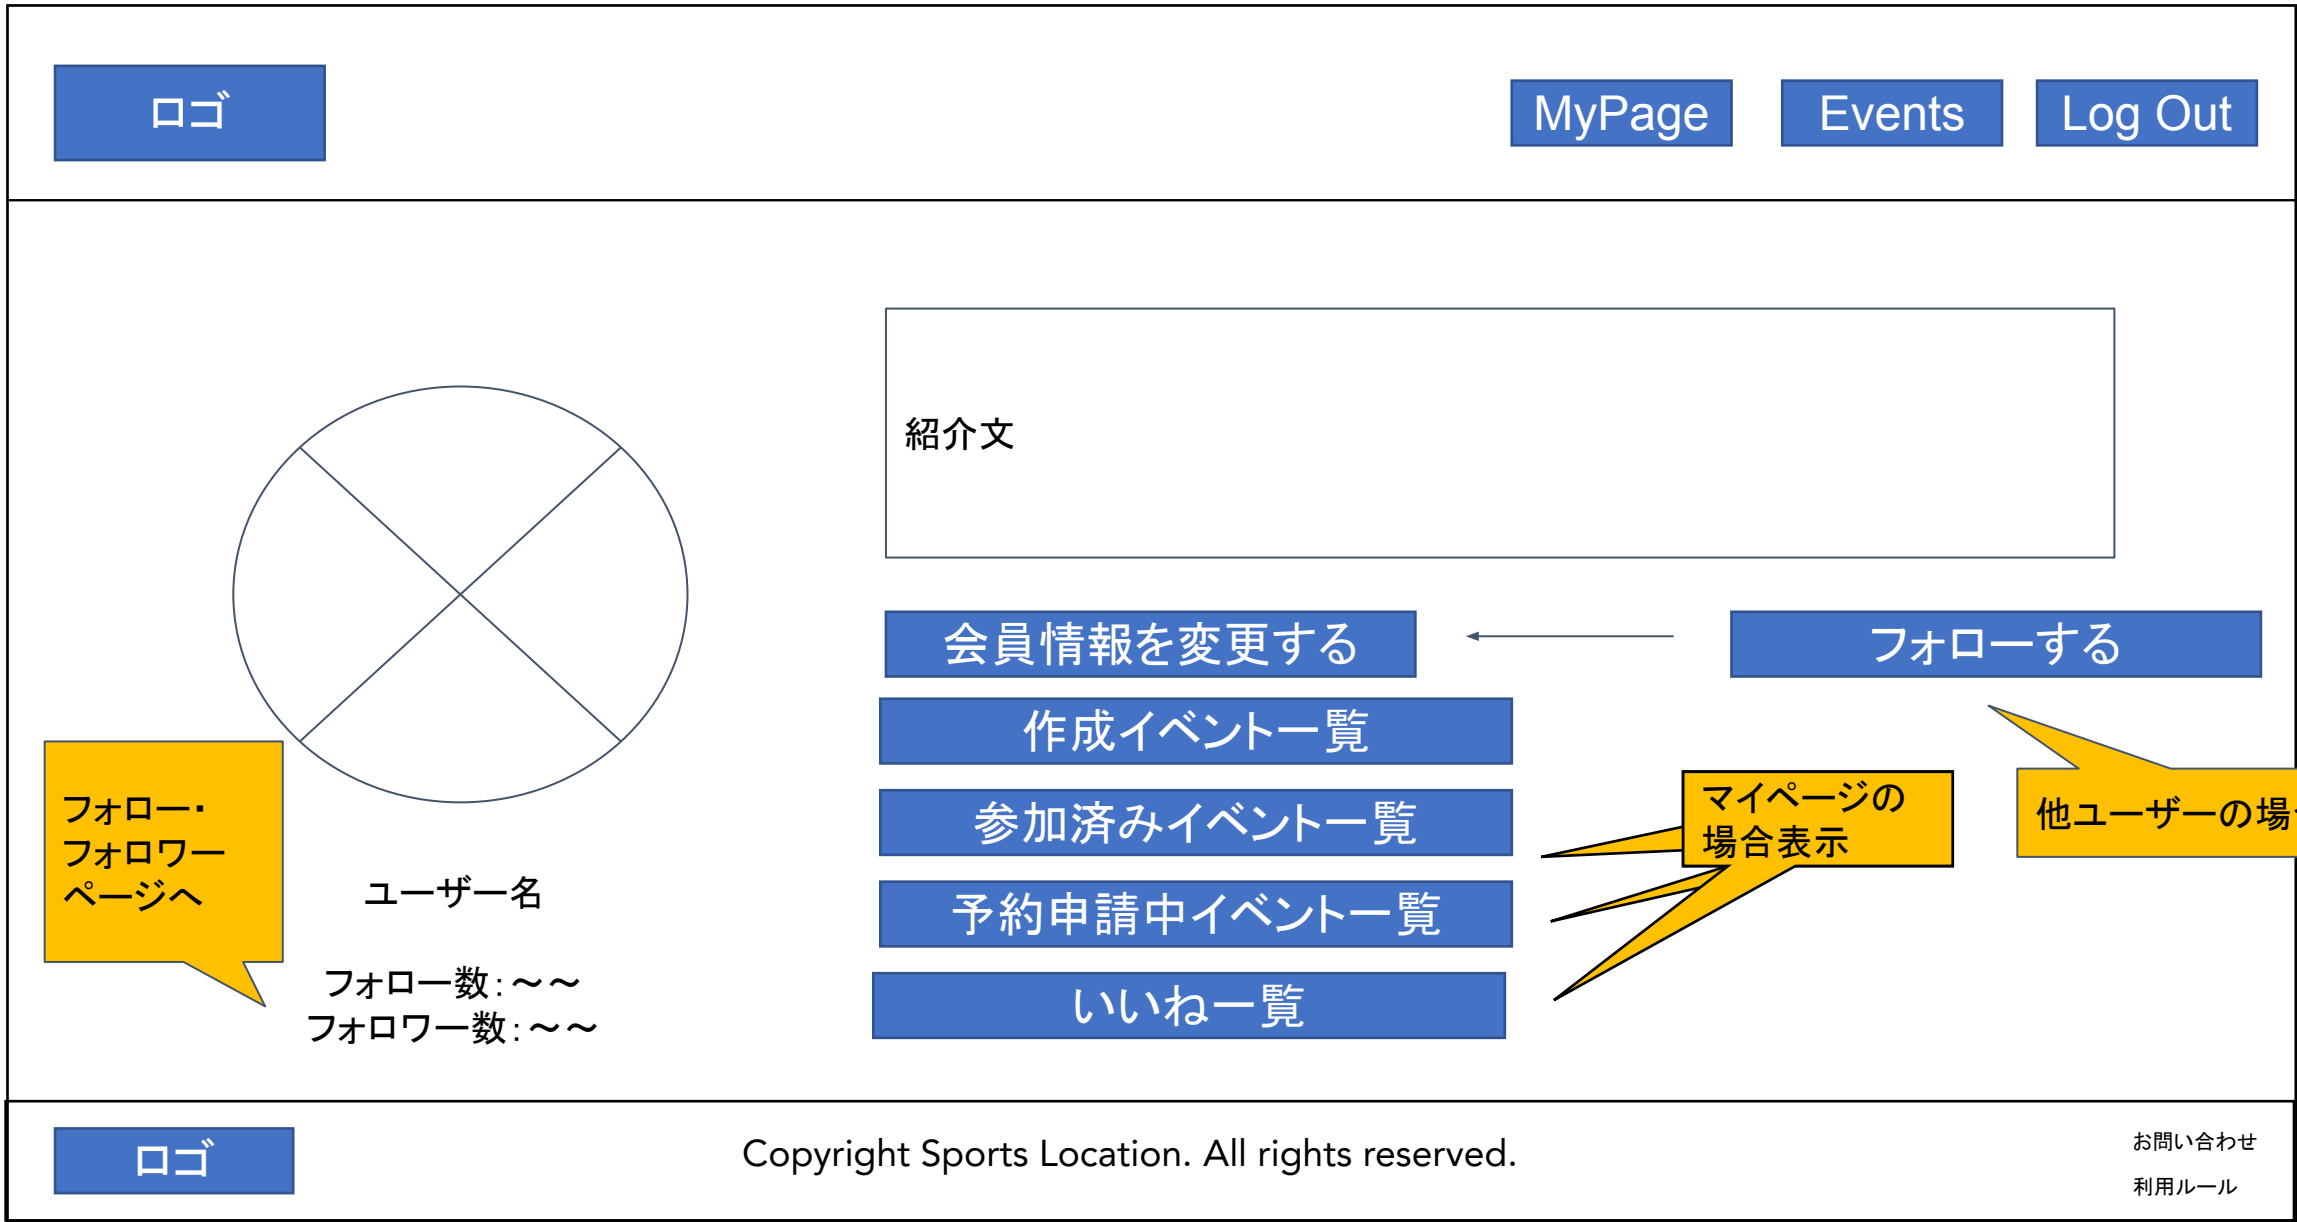 ロゴ
MyPage
Events
Log Out
紹介文
会員情報を変更する
フォローする
作成イベント一覧
参加済みイベント一覧
予約申請中イベント一覧
いいね一覧
マイページの
場合表示
他ユーザーの場
フォロー・
フォロワー
ページへ
ユーザー名
フォロー数：～～
フォロワー数：～～
ロゴ
Copyright Sports Location. All rights reserved.
お問い合わせ
利用ルール